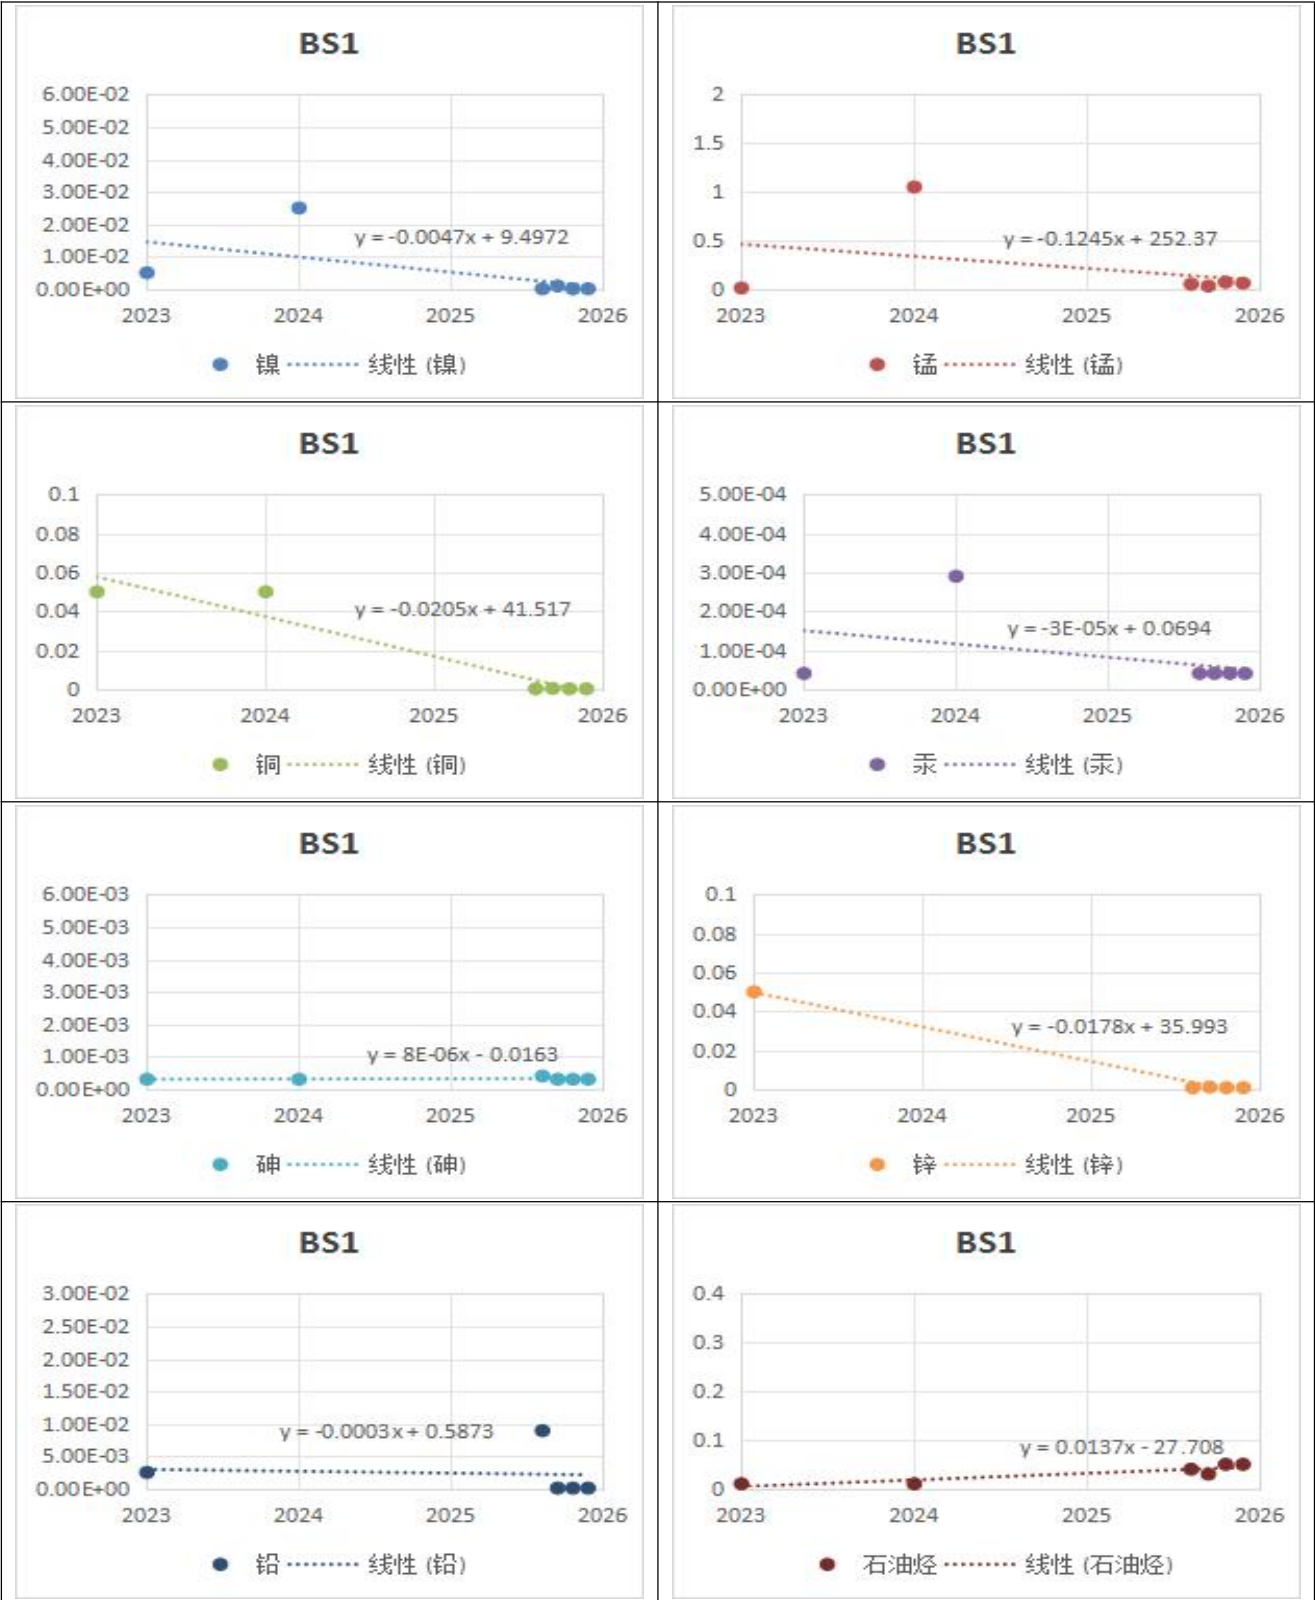 BS1
6.00E-02
5.00E-02
4.00E-02
3.00E-02
2.00E-02
1.00E-02
0.00E+00
y = -0.0047x + 9.4972
2023 2024 2025 2026
镍 线性 (镍)
BS1
2
1.5
1
0.5
0
y = -0.1245x + 252.37
2023 2024 2025 2026
锰 线性 (锰)
BS1
0.1
0.08
0.06
0.04
0.02
0
y = -0.0205x + 41.517
2023 2024 2025 2026
铜 线性 (铜)
BS1
5.00E-04
4.00E-04
3.00E-04
2.00E-04
1.00E-04
0.00E+00
y = -3E-05x + 0.0694
2023 2024 2025 2026
汞 线性 (汞)
BS1
6.00E-03
5.00E-03
4.00E-03
3.00E-03
2.00E-03
1.00E-03
0.00E+00
y = 8E-06x - 0.0163
2023 2024 2025 2026
砷 线性 (砷)
BS1
0.1
0.08
0.06
0.04
0.02
0
y = -0.0178x + 35.993
2023 2024 2025 2026
锌 线性 (锌)
BS1
3.00E-02
2.50E-02
2.00E-02
1.50E-02
1.00E-02
5.00E-03
0.00E+00
y = -0.0003x + 0.5873
2023 2024 2025 2026
铅 线性 (铅)
BS1
0.4
0.3
0.2
0.1
0
y = 0.0137x - 27.708
2023 2024 2025 2026
石油烃 线性 (石油烃)